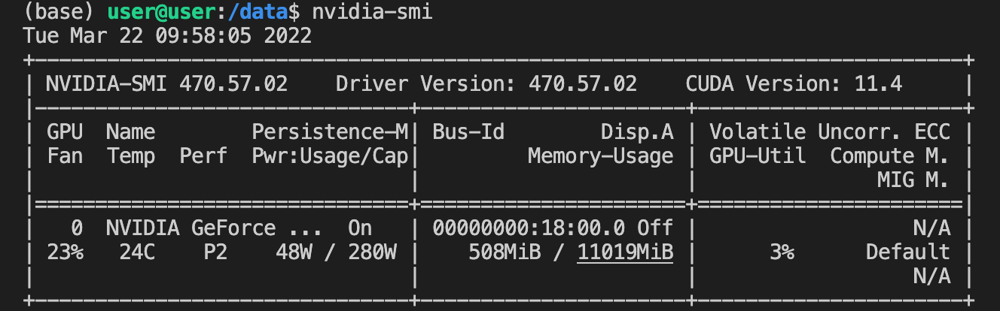 (base) user@user:/data$ nvidia-smi
Tue Mar 22 09:58:05 2022
+-----------------------------------------------------------------------------+
| NVIDIA-SMI 470.57.02    Driver Version: 470.57.02    CUDA Version: 11.4     |
|-------------------------------+----------------------+----------------------+
| GPU  Name        Persistence-M| Bus-Id        Disp.A | Volatile Uncorr. ECC |
| Fan  Temp  Perf  Pwr:Usage/Cap|         Memory-Usage | GPU-Util  Compute M. |
|                               |                      |               MIG M. |
|===============================+======================+======================|
|   0  NVIDIA GeForce ...  On   | 00000000:18:00.0 Off |                  N/A |
| 23%   24C    P2    48W / 280W |    508MiB / 11019MiB |      3%      Default |
|                               |                      |                  N/A |
+-------------------------------+----------------------+----------------------+